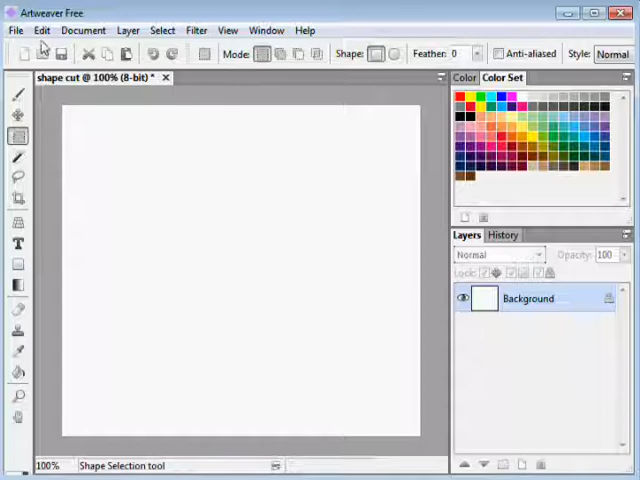 Artweaver Free
File Edit Document Layer Select Filter View Window Help
Mode: Shape: Feather: 0 Anti-aliased Style: Normal
shape cut @ 100% (8-bit) *
Color Color Set
Layers History
Normal Opacity: 100
Lock:
Background
100% Shape Selection tool